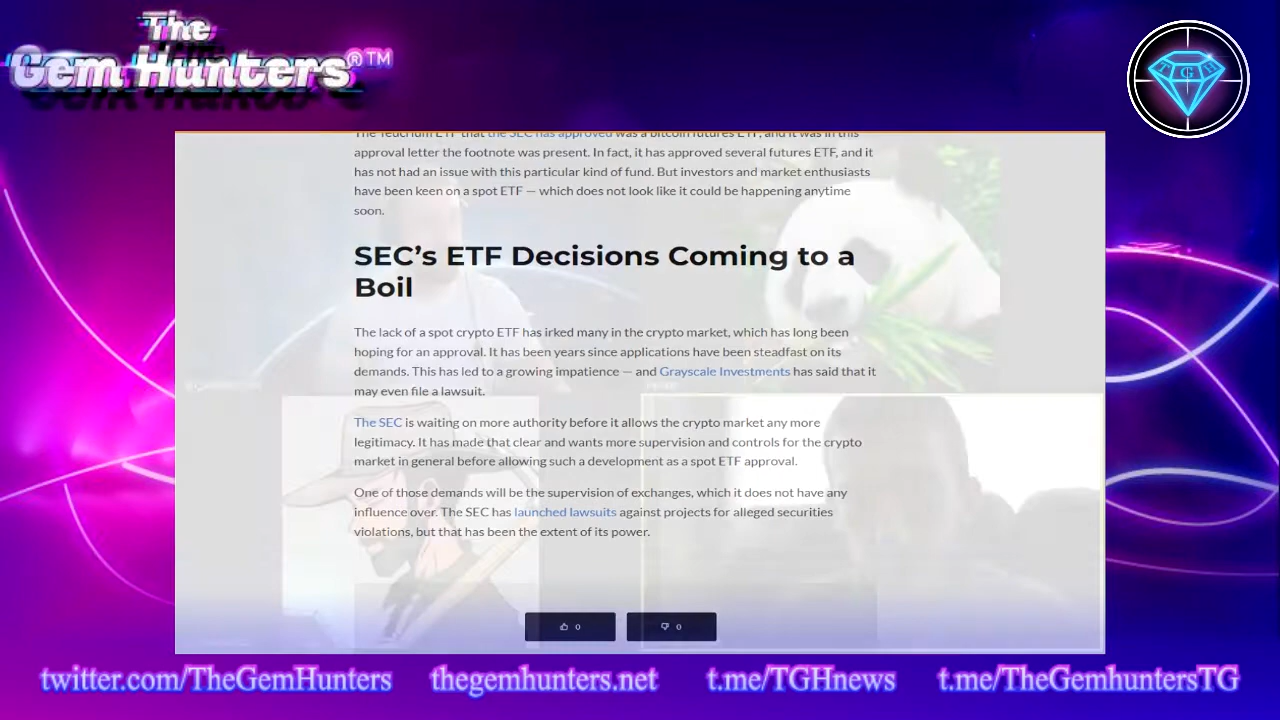 The
Gem Hunters®™
TGH
The Teucrium ETF that the SEC has approved was a bitcoin futures ETF, and it was in this
approval letter the footnote was present. In fact, it has approved several futures ETF, and it
has not had an issue with this particular kind of fund. But investors and market enthusiasts
have been keen on a spot ETF — which does not look like it could be happening anytime
soon.
SEC’s ETF Decisions Coming to a
Boil
The lack of a spot crypto ETF has irked many in the crypto market, which has long been
hoping for an approval. It has been years since applications have been steadfast on its
demands. This has led to a growing impatience — and Grayscale Investments has said that it
may even file a lawsuit.
The SEC is waiting on more authority before it allows the crypto market any more
legitimacy. It has made that clear and wants more supervision and controls for the crypto
market in general before allowing such a development as a spot ETF approval.
One of those demands will be the supervision of exchanges, which it does not have any
influence over. The SEC has launched lawsuits against projects for alleged securities
violations, but that has been the extent of its power.
0 0
twitter.com/TheGemHunters thegemhunters.net t.me/TGHnews t.me/TheGemhuntersTG